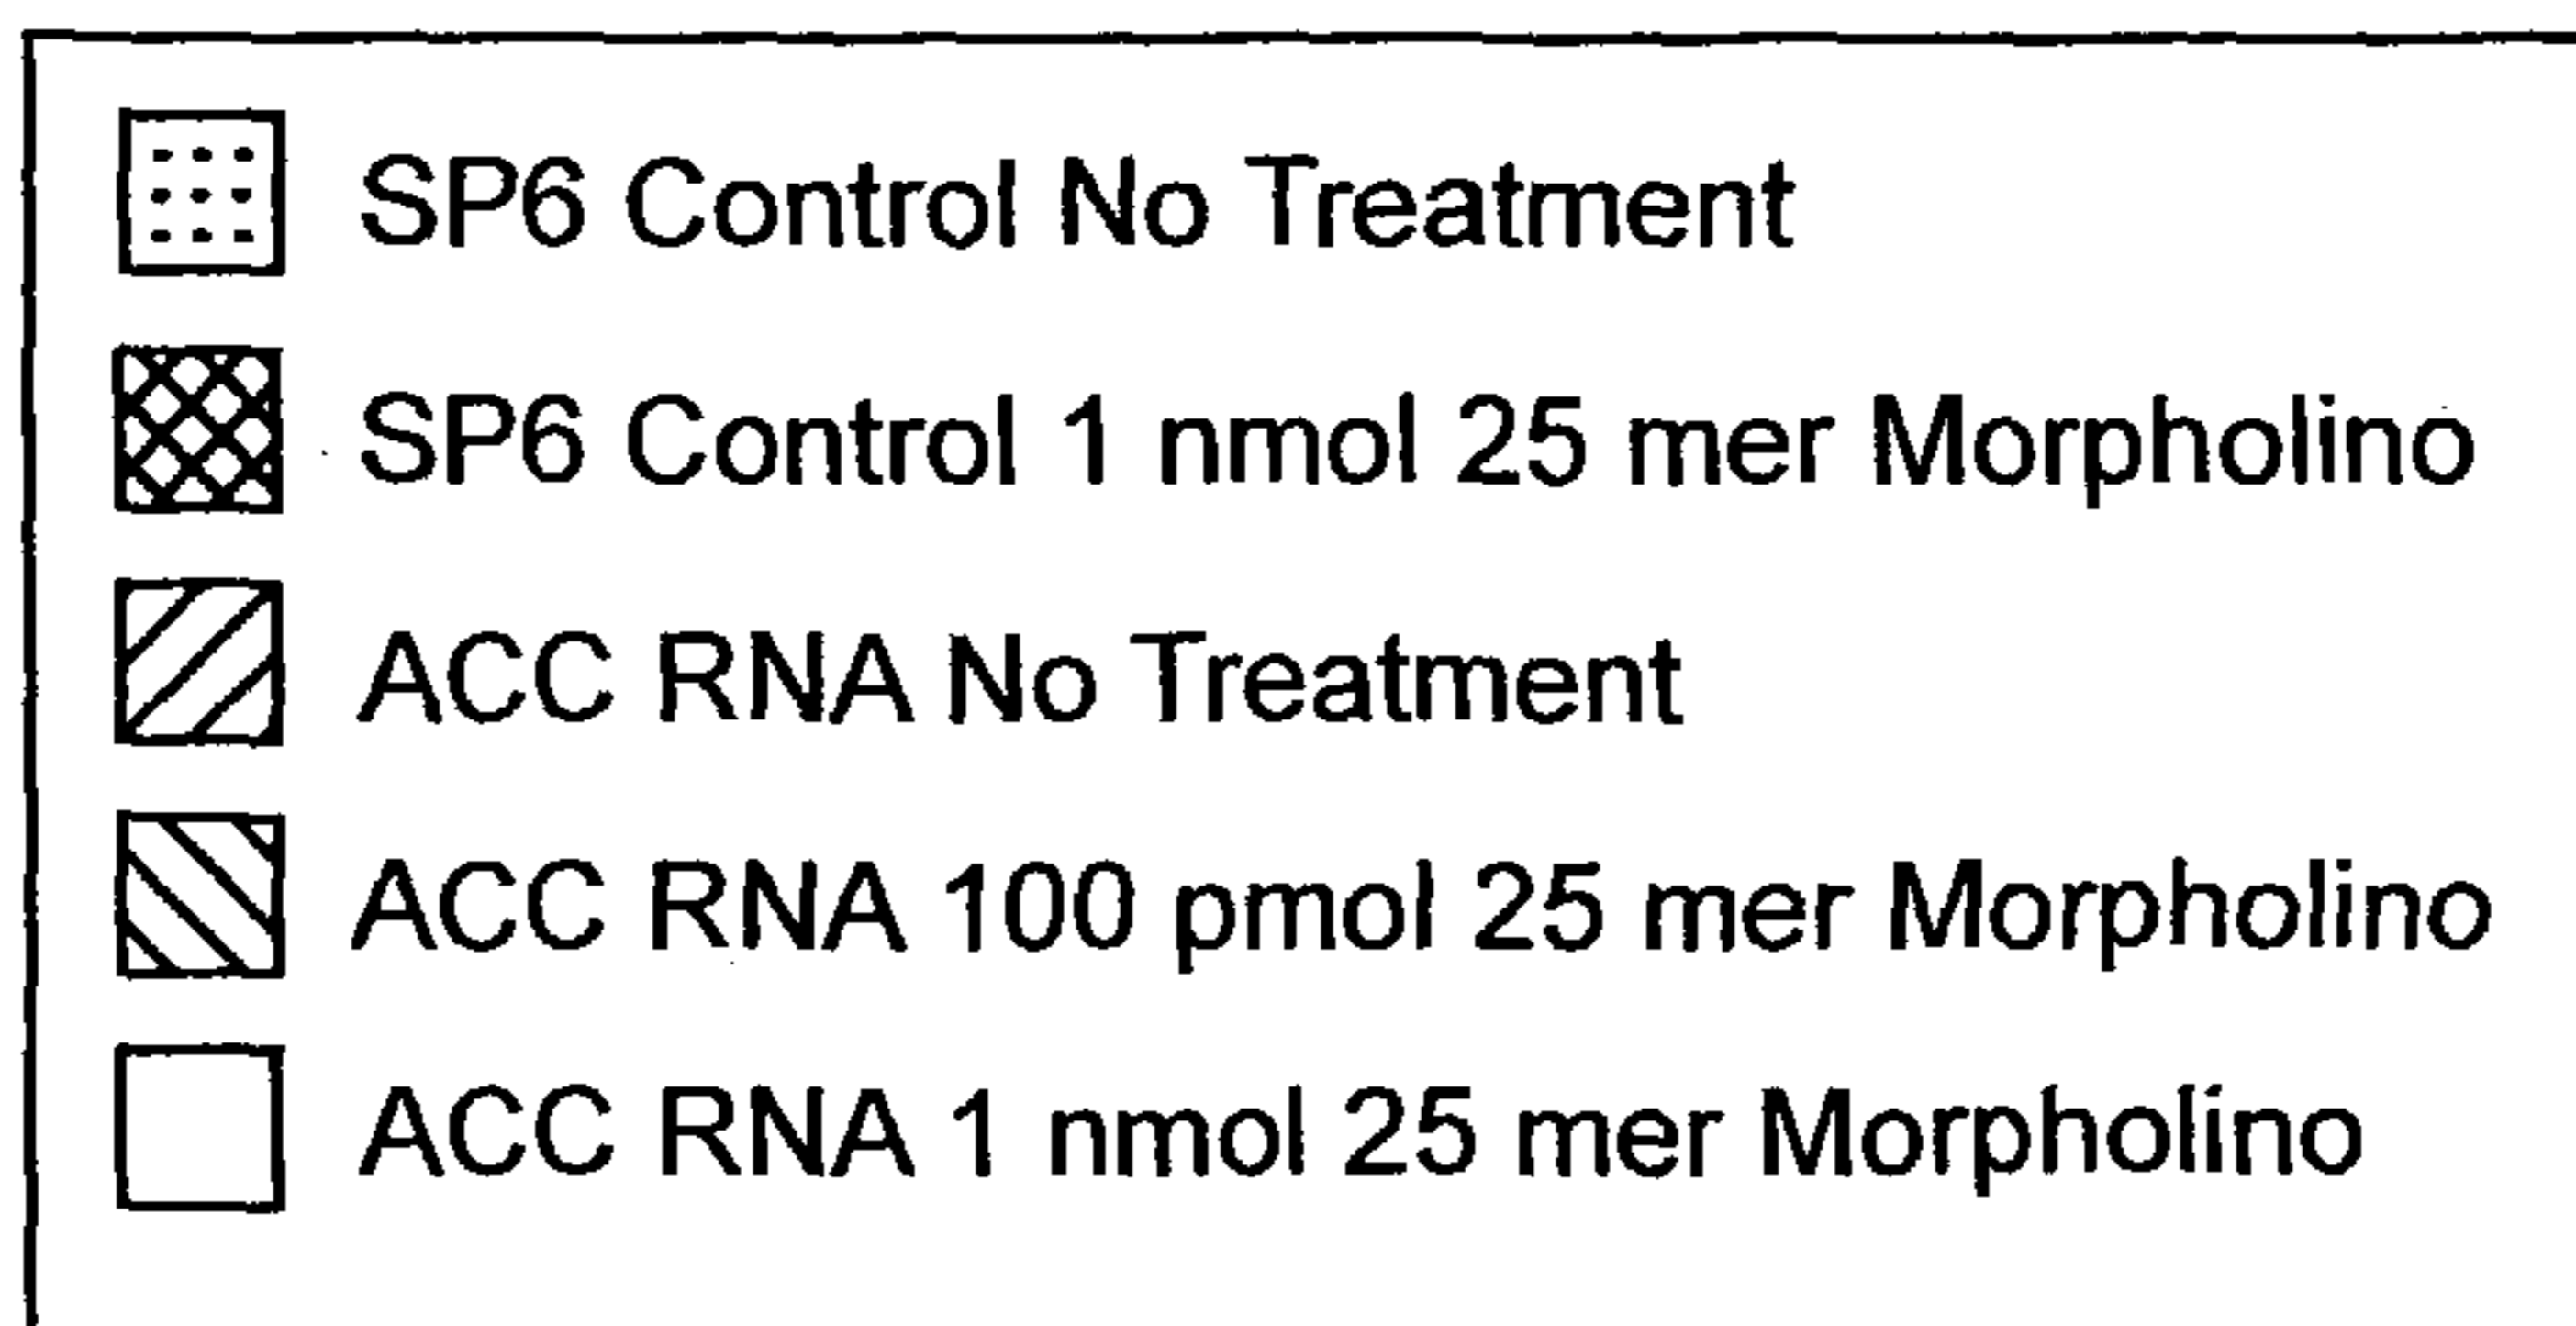 SP6 Control No Treatment
SP6 Control 1 nmol 25 mer Morpholino
ACC RNA No Treatment
ACC RNA 100 pmol 25 mer Morpholino
ACC RNA 1 nmol 25 mer Morpholino